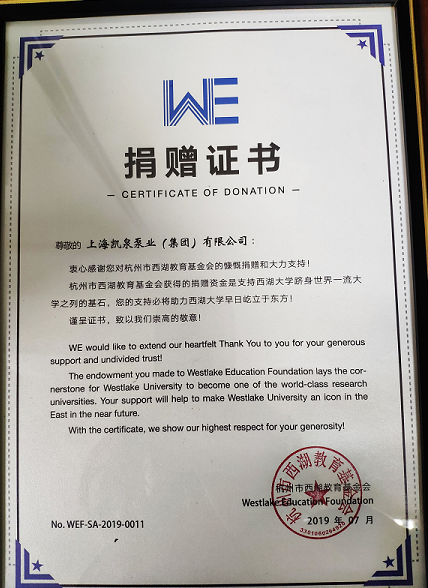 WE
捐赠证书
— CERTIFICATE OF DONATION —
尊敬的 上海凯泉泵业(集团)有限公司:
衷心感谢您对杭州市西湖教育基金会的慷慨捐赠和大力支持!
杭州市西湖教育基金会获得的捐赠资金是支持西湖大学跻身世界一流大
学之列的基石,您的支持必将助力西湖大学早日屹立于东方!
谨呈证书,致以我们崇高的敬意!
WE would like to extend our heartfelt Thank You to you for your generous
support and undivided trust!
The endowment you made to Westlake Education Foundation lays the cor-
nerstone for Westlake University to become one of the world-class research
universities. Your support will help to make Westlake University an icon in the
East in the near future.
With the certificate, we show our highest respect for your generosity!
杭州市西湖教育基金会
杭州市西湖教育基金会
Westlake Education Foundation
No. WEF-SA-2019-0011
2019 年 07 月